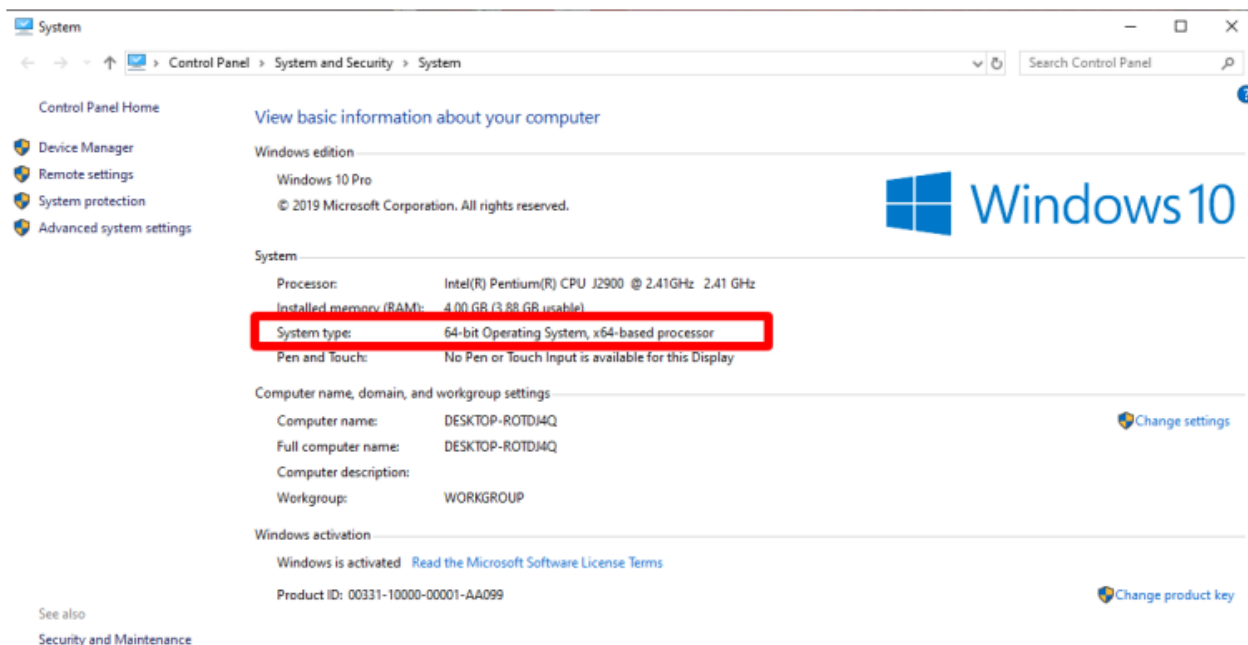 System
Control Panel > System and Security > System
Search Control Panel
Control Panel Home
Device Manager
Remote settings
System protection
Advanced system settings
View basic information about your computer
Windows edition
Windows 10 Pro
© 2019 Microsoft Corporation. All rights reserved.
Windows 10
System
Processor: Intel(R) Pentium(R) CPU J2900 @ 2.41GHz 2.41 GHz
Installed memory (RAM): 4.00 GB (3.88 GB usable)
System type: 64-bit Operating System, x64-based processor
Pen and Touch: No Pen or Touch Input is available for this Display
Computer name, domain, and workgroup settings
Computer name: DESKTOP-ROTDJ4Q
Change settings
Full computer name: DESKTOP-ROTDJ4Q
Computer description:
Workgroup: WORKGROUP
Windows activation
Windows is activated Read the Microsoft Software License Terms
Product ID: 00331-10000-00001-AA099
Change product key
See also
Security and Maintenance